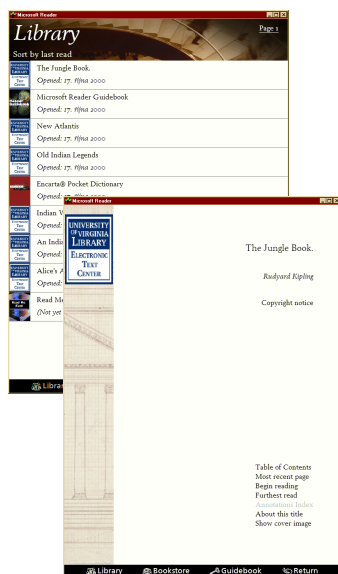 Microsoft Reader
Library
Page 1
Sort by last read
The Jungle Book.
Opened: 17. října 2000
Microsoft Reader Guidebook
Opened: 17. října 2000
New Atlantis
Opened: 17. října 2000
Old Indian Legends
Opened: 17. října 2000
Encarta® Pocket Dictionary
Opened: 17. října 2000
Indian
Opened:
An India
Opened:
Alice's A
Opened:
Read Me
(Not yet
Library
Microsoft Reader
UNIVERSITY
OF VIRGINIA
LIBRARY
ELECTRONIC
TEXT
CENTER
The Jungle Book.
Rudyard Kipling
Copyright notice
Table of Contents
Most recent page
Begin reading
Furthest read
Annotations Index
About this title
Show cover image
Library
Bookstore
Guidebook
Return